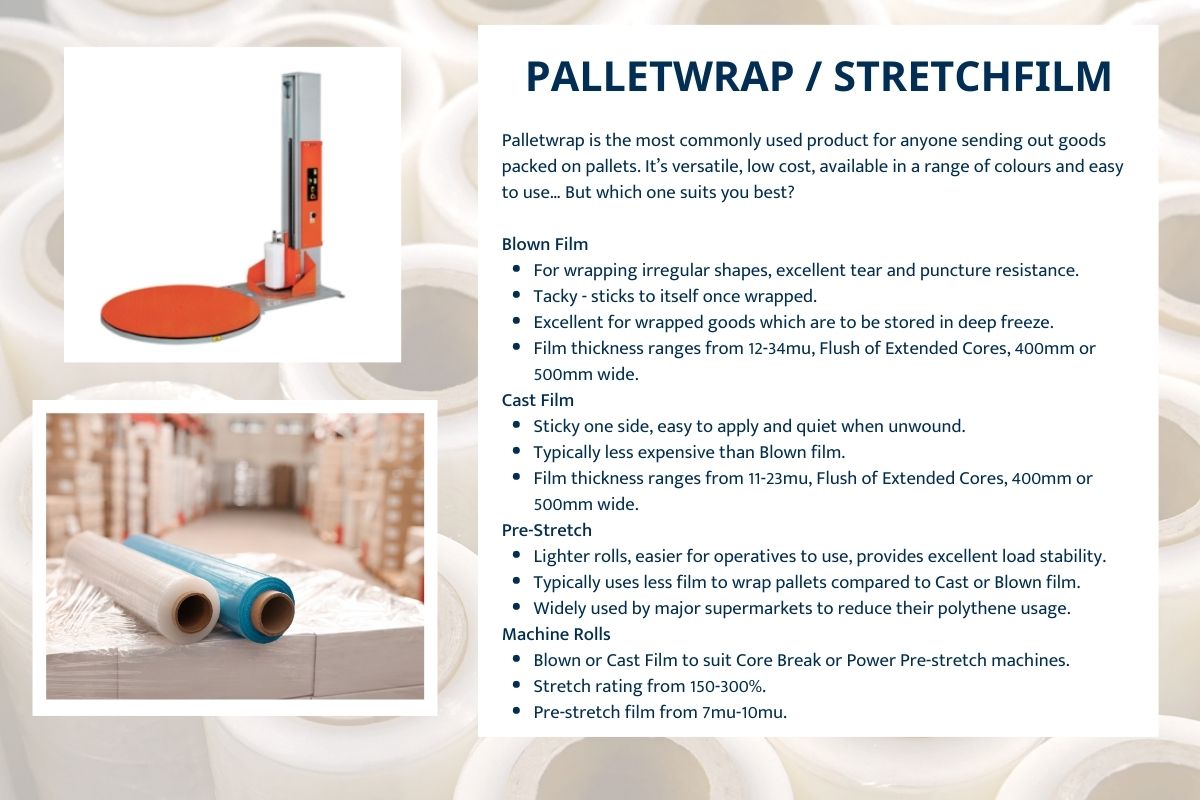 PALLETWRAP / STRETCHFILM
Palletwrap is the most commonly used product for anyone sending out goods
packed on pallets. It’s versatile, low cost, available in a range of colours and easy
to use... But which one suits you best?
Blown Film
• For wrapping irregular shapes, excellent tear and puncture resistance.
• Tacky - sticks to itself once wrapped.
• Excellent for wrapped goods which are to be stored in deep freeze.
• Film thickness ranges from 12-34mu, Flush of Extended Cores, 400mm or
500mm wide.
Cast Film
• Sticky one side, easy to apply and quiet when unwound.
• Typically less expensive than Blown film.
• Film thickness ranges from 11-23mu, Flush of Extended Cores, 400mm or
500mm wide.
Pre-Stretch
• Lighter rolls, easier for operatives to use, provides excellent load stability.
• Typically uses less film to wrap pallets compared to Cast or Blown film.
• Widely used by major supermarkets to reduce their polythene usage.
Machine Rolls
• Blown or Cast Film to suit Core Break or Power Pre-stretch machines.
• Stretch rating from 150-300%.
• Pre-stretch film from 7mu-10mu.